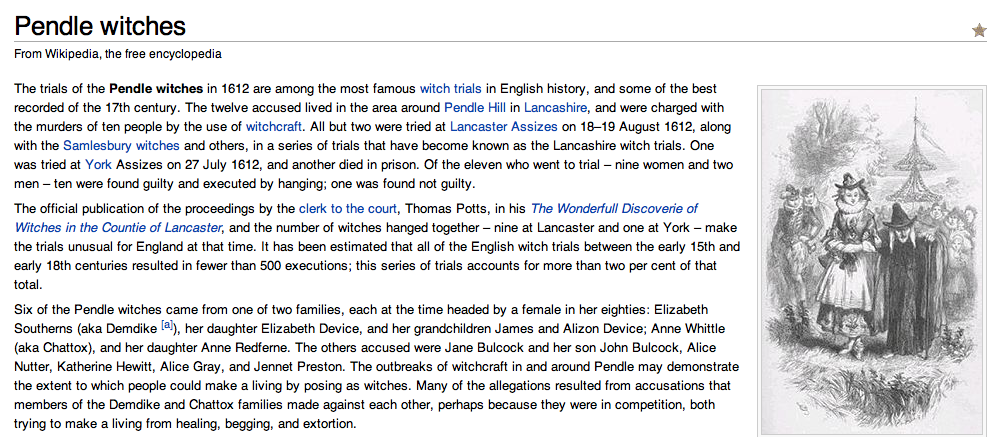 Pendle witches
From Wikipedia, the free encyclopedia
The trials of the Pendle witches in 1612 are among the most famous witch trials in English history, and some of the best
recorded of the 17th century. The twelve accused lived in the area around Pendle Hill in Lancashire, and were charged with
the murders of ten people by the use of witchcraft. All but two were tried at Lancaster Assizes on 18–19 August 1612, along
with the Samlesbury witches and others, in a series of trials that have become known as the Lancashire witch trials. One
was tried at York Assizes on 27 July 1612, and another died in prison. Of the eleven who went to trial – nine women and two
men – ten were found guilty and executed by hanging; one was found not guilty.
The official publication of the proceedings by the clerk to the court, Thomas Potts, in his The Wonderfull Discoverie of
Witches in the Countie of Lancaster, and the number of witches hanged together – nine at Lancaster and one at York – make
the trials unusual for England at that time. It has been estimated that all of the English witch trials between the early 15th and
early 18th centuries resulted in fewer than 500 executions; this series of trials accounts for more than two per cent of that
total.
Six of the Pendle witches came from one of two families, each at the time headed by a female in her eighties: Elizabeth
Southerns (aka Demdike [a]), her daughter Elizabeth Device, and her grandchildren James and Alizon Device; Anne Whittle
(aka Chattox), and her daughter Anne Redferne. The others accused were Jane Bulcock and her son John Bulcock, Alice
Nutter, Katherine Hewitt, Alice Gray, and Jennet Preston. The outbreaks of witchcraft in and around Pendle may demonstrate
the extent to which people could make a living by posing as witches. Many of the allegations resulted from accusations that
members of the Demdike and Chattox families made against each other, perhaps because they were in competition, both
trying to make a living from healing, begging, and extortion.